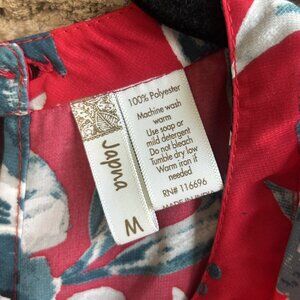 Japna
M
100% Polyester
Machine wash
warm
Use soap or
mild detergent
Do not bleach
Tumble dry low
Warm iron if
needed
RN# 116696